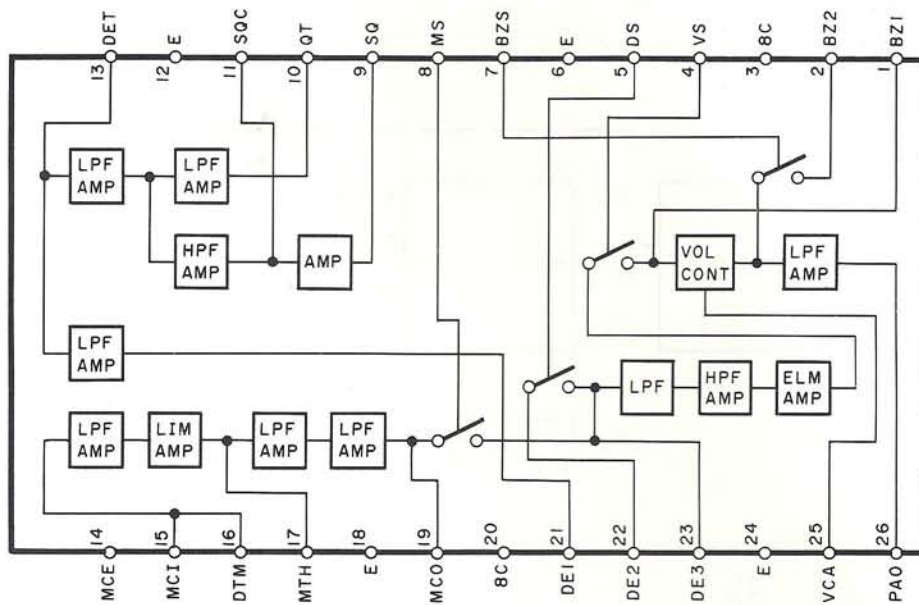 DET
E
SQC
QT
SQ
MS
BZS
E
DS
VS
8C
BZ2
BZ1
13
12
11
10
9
8
7
6
5
4
3
2
1
LPF
AMP
LPF
AMP
HPF
AMP
AMP
VOL
CONT
LPF
AMP
LPF
AMP
LPF
HPF
AMP
ELM
AMP
LPF
AMP
LIM
AMP
LPF
AMP
LPF
AMP
14
15
16
17
18
19
20
21
22
23
24
25
26
MCE
MCI
DTM
MTH
E
MCO
8C
DE1
DE2
DE3
E
VCA
PAO